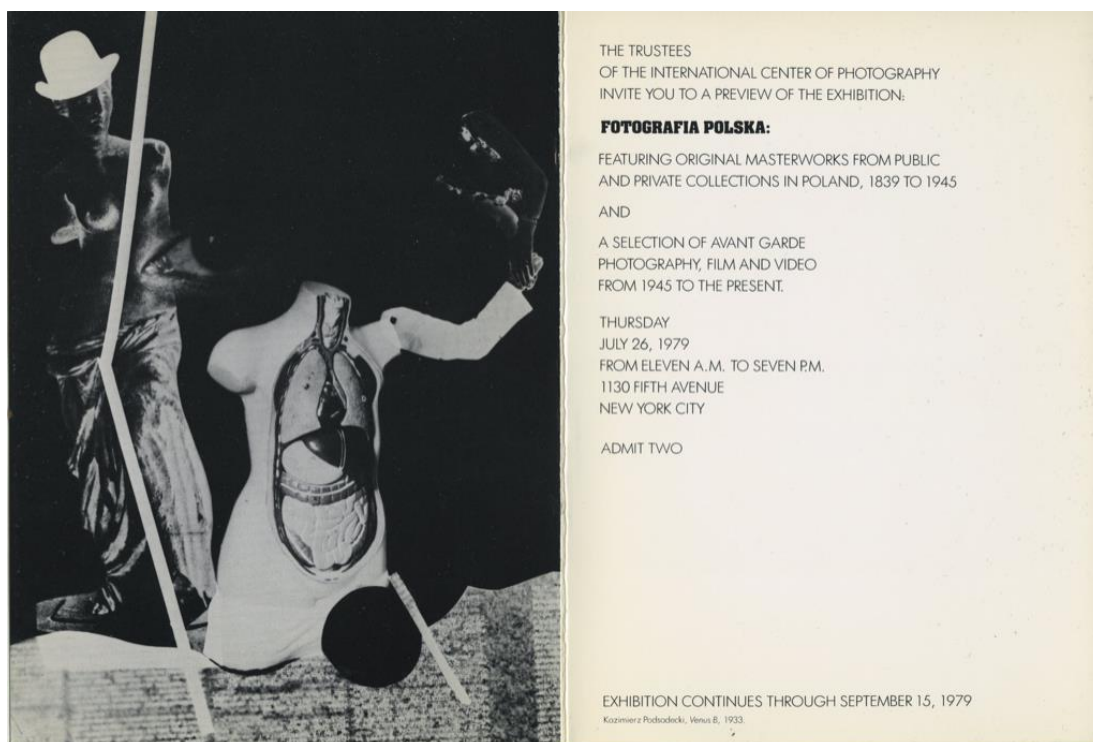 THE TRUSTEES
OF THE INTERNATIONAL CENTER OF PHOTOGRAPHY
INVITE YOU TO A PREVIEW OF THE EXHIBITION:
FOTOGRAFIA POLSKA:
FEATURING ORIGINAL MASTERWORKS FROM PUBLIC
AND PRIVATE COLLECTIONS IN POLAND, 1839 TO 1945
AND
A SELECTION OF AVANT GARDE
PHOTOGRAPHY, FILM AND VIDEO
FROM 1945 TO THE PRESENT.
THURSDAY
JULY 26, 1979
FROM ELEVEN A.M. TO SEVEN P.M.
1130 FIFTH AVENUE
NEW YORK CITY
ADMIT TWO
EXHIBITION CONTINUES THROUGH SEPTEMBER 15, 1979
Kazimierz Podsadecki, Venus 8, 1933.